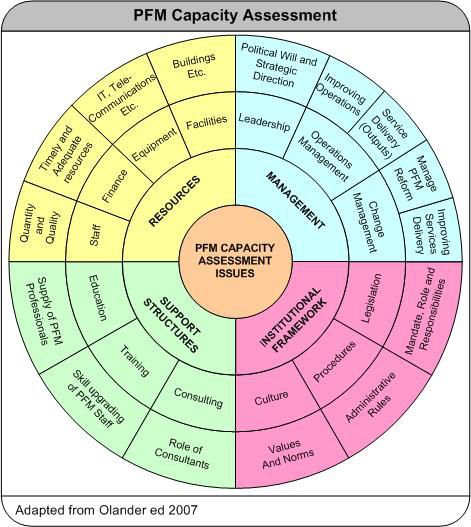 PFM Capacity Assessment
PFM CAPACITY
ASSESSMENT
ISSUES
MANAGEMENT
Leadership
Operations
Management
Change
Management
Political Will and
Strategic
Direction
Improving
Operations
Service
Delivery
(Outputs)
Manage
PFM
Reform
Improving
Services
Delivery
INSTITUTIONAL
FRAMEWORK
Legislation
Procedures
Culture
Mandate, Role and
Responsibilities
Administrative
Rules
Values
And Norms
SUPPORT
STRUCTURES
Consulting
Training
Education
Role of
Consultants
Skill upgrading
of PFM Staff
Supply of PFM
Professionals
RESOURCES
Staff
Finance
Equipment
Facilities
Quantity
and
Quality
Timely and
Adequate
resources
IT, Tele-
Communications
Etc.
Buildings
Etc.
Adapted from Olander ed 2007